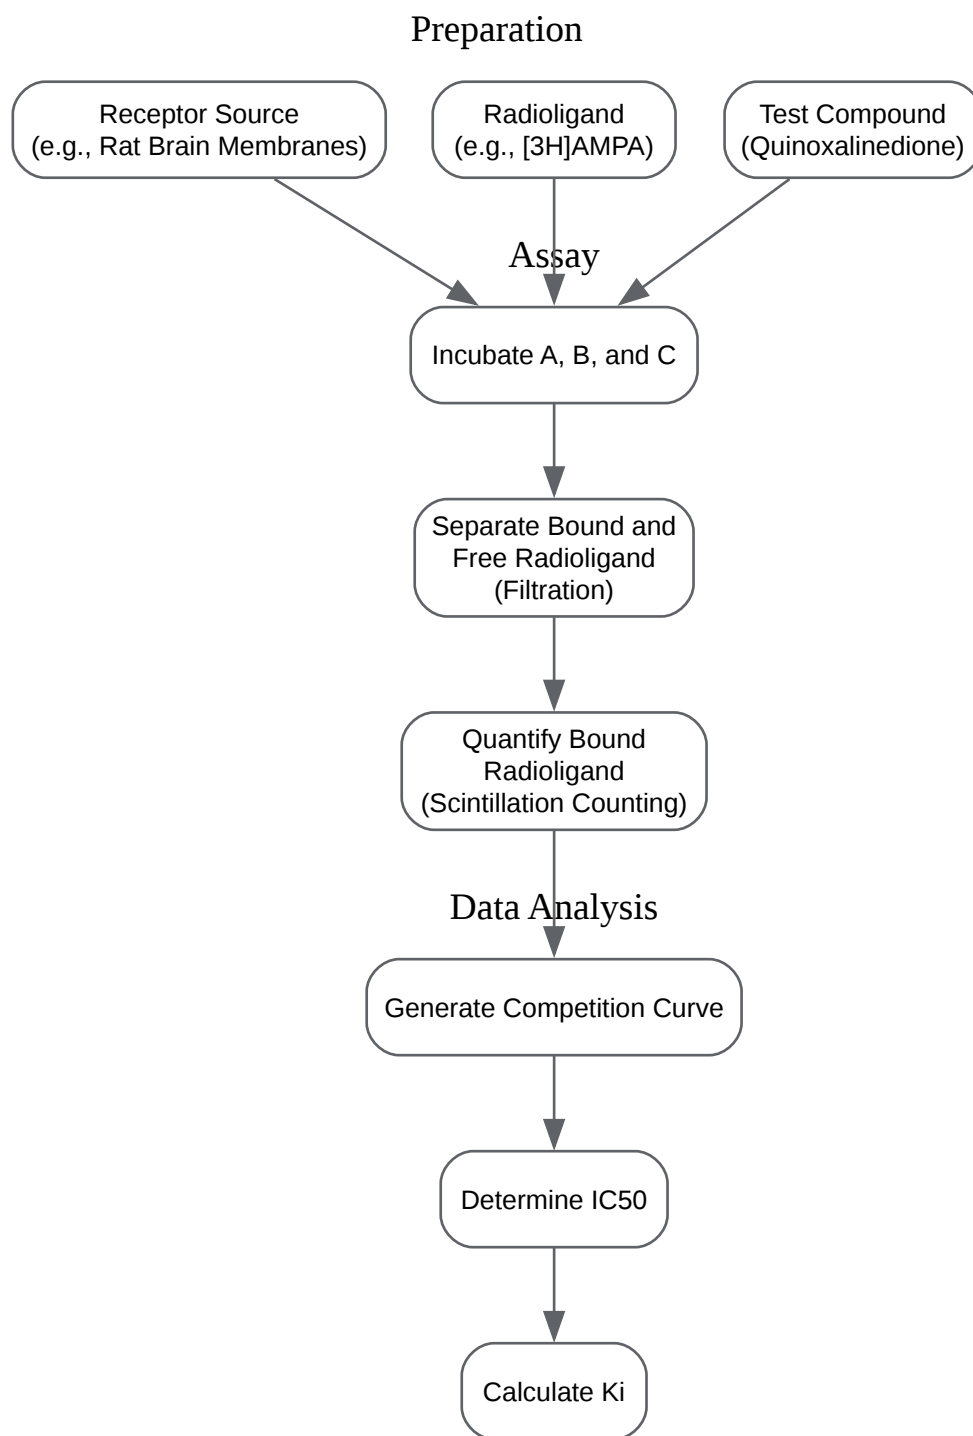 Preparation
Receptor Source
(e.g., Rat Brain Membranes)
Radioligand
(e.g., [3H]AMPA)
Test Compound
(Quinoxalinedione)
Assay
Incubate A, B, and C
Separate Bound and
Free Radioligand
(Filtration)
Quantify Bound
Radioligand
(Scintillation Counting)
Data Analysis
Generate Competition Curve
Determine IC50
Calculate Ki